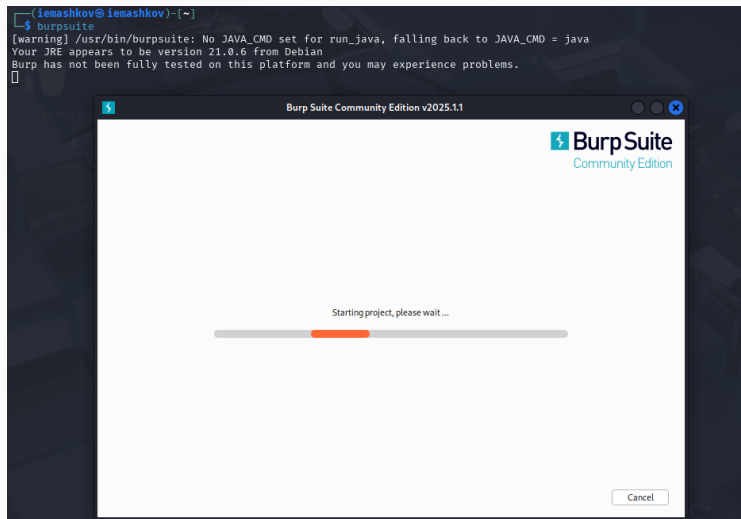 ┌──(iemashkov㉿iemashkov)-[~]
└─$ burpsuite
[warning] /usr/bin/burpsuite: No JAVA_CMD set for run_java, falling back to JAVA_CMD = java
Your JRE appears to be version 21.0.6 from Debian
Burp has not been fully tested on this platform and you may experience problems.
Burp Suite Community Edition v2025.1.1
Burp Suite
Community Edition
Starting project, please wait ...
Cancel